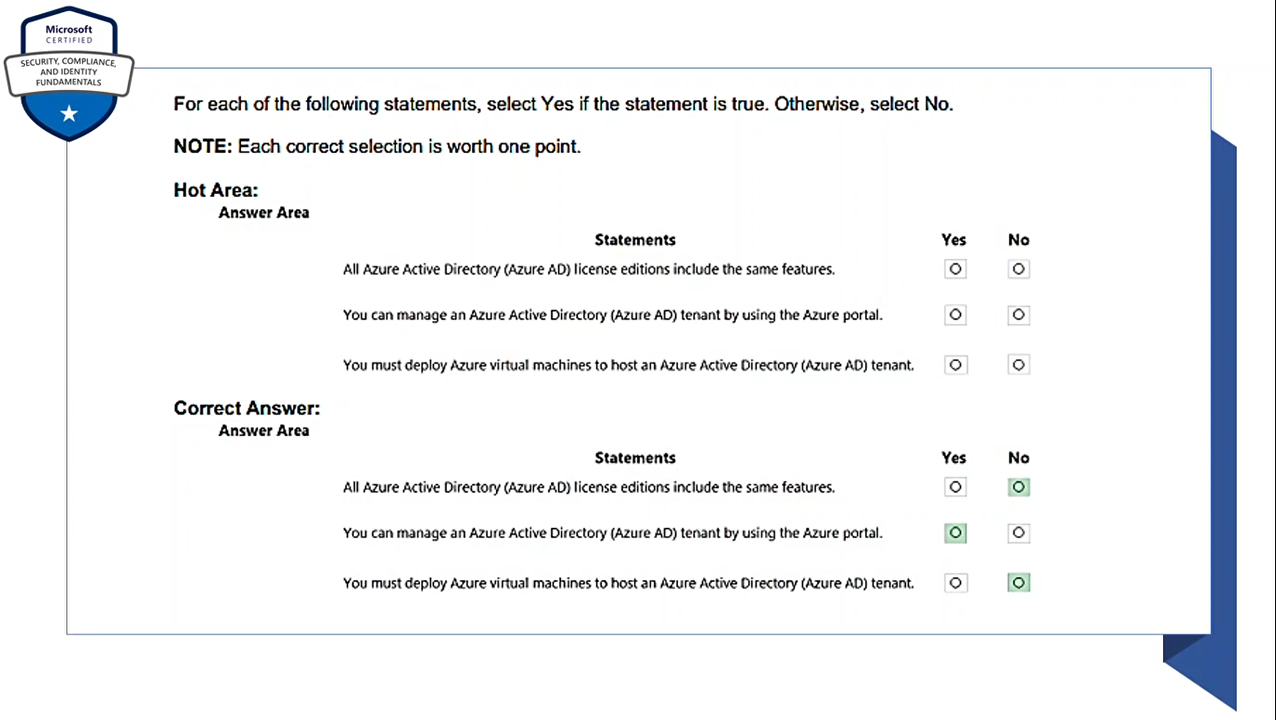 Microsoft
CERTIFIED
SECURITY, COMPLIANCE,
AND IDENTITY
FUNDAMENTALS
For each of the following statements, select Yes if the statement is true. Otherwise, select No.
NOTE: Each correct selection is worth one point.
Hot Area:
Answer Area
Statements Yes No
All Azure Active Directory (Azure AD) license editions include the same features.
You can manage an Azure Active Directory (Azure AD) tenant by using the Azure portal.
You must deploy Azure virtual machines to host an Azure Active Directory (Azure AD) tenant.
Correct Answer:
Answer Area
Statements Yes No
All Azure Active Directory (Azure AD) license editions include the same features.
You can manage an Azure Active Directory (Azure AD) tenant by using the Azure portal.
You must deploy Azure virtual machines to host an Azure Active Directory (Azure AD) tenant.